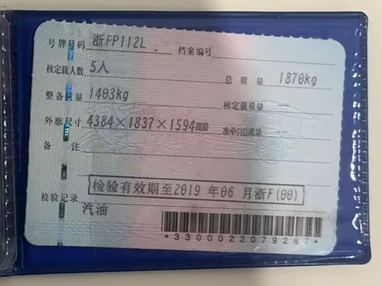 号牌号码 浙FP112L 档案编号
核定载人数 5人 总质量 1870kg
整备质量 1403kg 核定载质量
外廓尺寸 4384×1837×1594mm 准牵引总质量
备注
检验有效期至2019年06月浙F(00)
检验记录
汽油
*3300022079267*